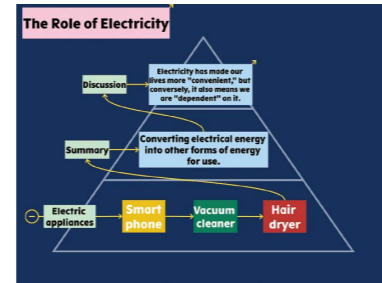 The Role of Electricity
Electricity has made our
lives more "convenient," but
conversely, it also means we
are "dependent" on it.
Discussion
Converting electrical energy
into other forms of energy
for use.
Summary
Electric
appliances
Smart
phone
Vacuum
cleaner
Hair
dryer